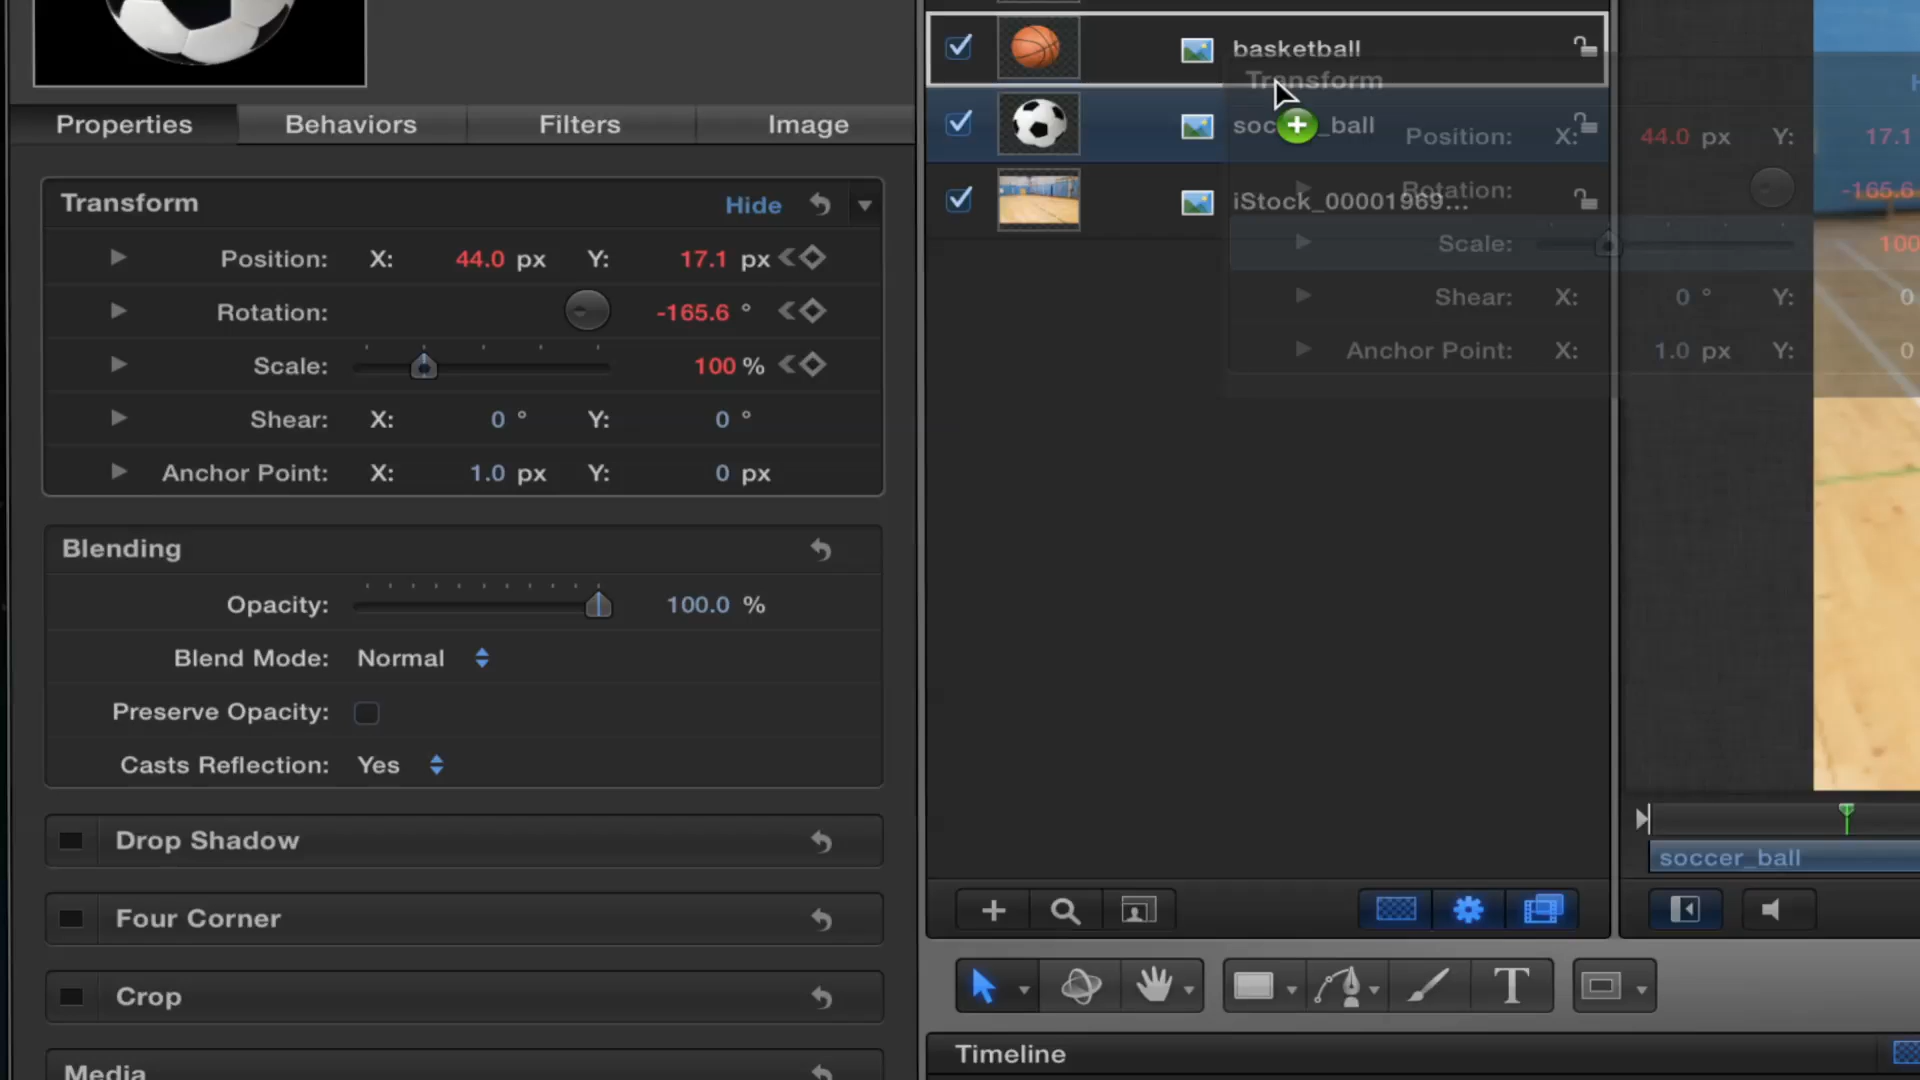 Properties
Behaviors
Filters
Image
Transform
Hide
Position: X: 44.0 px Y: 17.1 px
Rotation: -165.6 °
Scale: 100 %
Shear: X: 0 ° Y: 0 °
Anchor Point: X: 1.0 px Y: 0 px
Blending
Opacity: 100.0 %
Blend Mode: Normal
Preserve Opacity:
Casts Reflection: Yes
Drop Shadow
Four Corner
Crop
Media
basketball
soccer_ball
iStock_00001969...
Transform
Position: X: 44.0 px Y: 17.1
Rotation: -165.6
Scale: 100
Shear: X: 0 ° Y: 0
Anchor Point: X: 1.0 px Y: 0
soccer_ball
T
Timeline